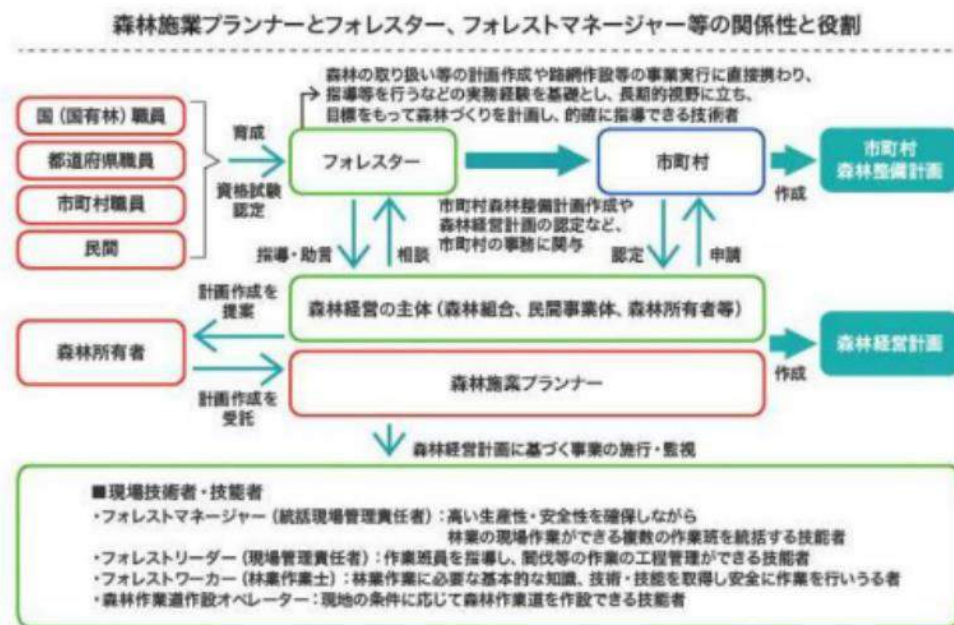 森林施業プランナーとフォレスター、フォレストマネージャー等の関係性と役割
森林の取り扱い等の計画作成や路網作設等の事業実行に直接携わり、
指導等を行うなどの実務経験を基礎とし、長期的視野に立ち、
目標をもって森林づくりを計画し、的確に指導できる技術者
国（国有林）職員
都道府県職員
市町村職員
民間
育成
資格試験
認定
フォレスター
市町村
作成
市町村
森林整備計画
市町村森林整備計画作成や
森林経営計画の認定など、
市町村の事務に関与
指導・助言
相談
認定
申請
計画作成を
提案
森林経営の主体（森林組合、民間事業体、森林所有者等）
森林所有者
森林施業プランナー
作成
森林経営計画
計画作成を
受託
森林経営計画に基づく事業の施行・監視
■現場技術者・技能者
・フォレストマネージャー（統括現場管理責任者）：高い生産性・安全性を確保しながら
林業の現場作業ができる複数の作業班を統括する技能者
・フォレストリーダー（現場管理責任者）：作業班員を指導し、間伐等の作業の工程管理ができる技能者
・フォレストワーカー（林業作業士）：林業作業に必要な基本的な知識、技術・技能を取得し安全に作業を行いうる者
・森林作業道作設オペレーター：現地の条件に応じて森林作業道を作設できる技能者